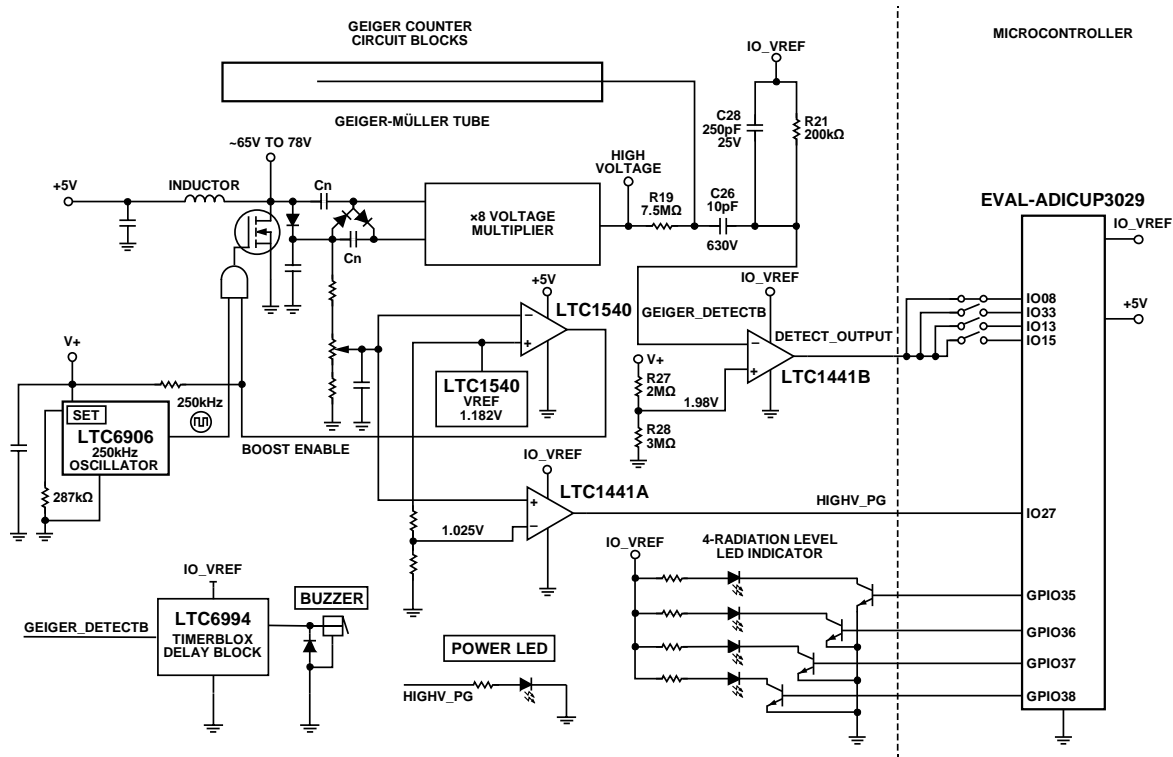 GEIGER COUNTER
CIRCUIT BLOCKS
MICROCONTROLLER
IO_VREF
GEIGER-MÜLLER TUBE
C28
250pF
25V
R21
200kΩ
~65V TO 78V
HIGH
VOLTAGE
+5V
INDUCTOR
Cn
×8 VOLTAGE
MULTIPLIER
R19
7.5MΩ
C26
10pF
630V
EVAL-ADICUP3029
IO_VREF
Cn
+5V
LTC1540
IO_VREF
GEIGER_DETECTB
DETECT_OUTPUT
IO08
IO33
IO13
IO15
+5V
–
+
–
+
LTC1441B
V+
V+
R27
2MΩ
1.98V
R28
3MΩ
LTC1540
VREF
1.182V
SET
LTC6906
250kHz
OSCILLATOR
250kHz
BOOST ENABLE
287kΩ
IO_VREF
LTC1441A
+
–
1.025V
HIGHV_PG
IO27
IO_VREF
4-RADIATION LEVEL
LED INDICATOR
IO_VREF
LTC6994
TIMERBLOX
DELAY BLOCK
GEIGER_DETECTB
BUZZER
POWER LED
HIGHV_PG
GPIO35
GPIO36
GPIO37
GPIO38